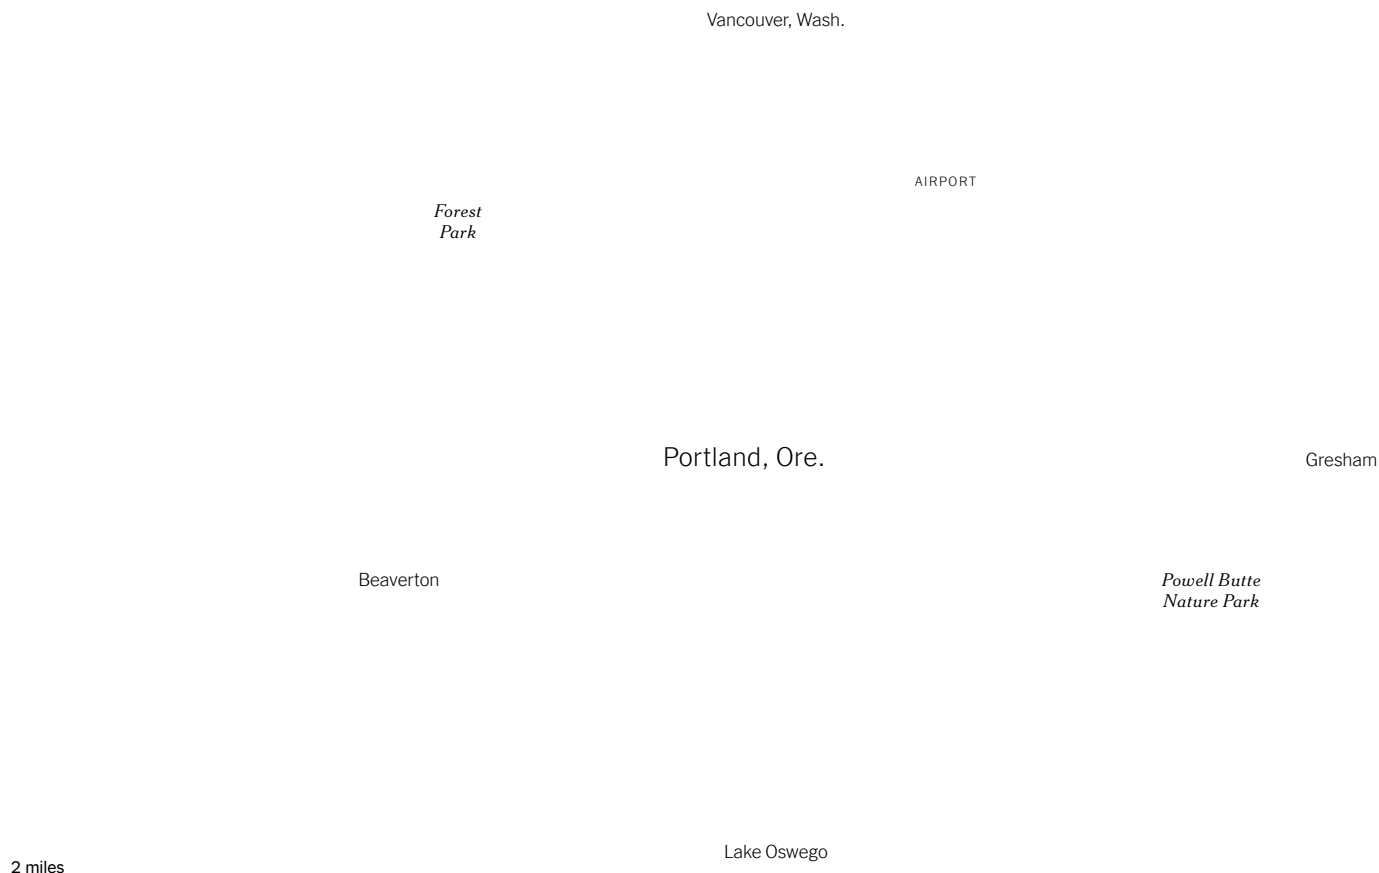 Vancouver, Wash.
AIRPORT
Forest
Park
Portland, Ore.
Gresham
Beaverton
Powell Butte
Nature Park
Lake Oswego
2 miles